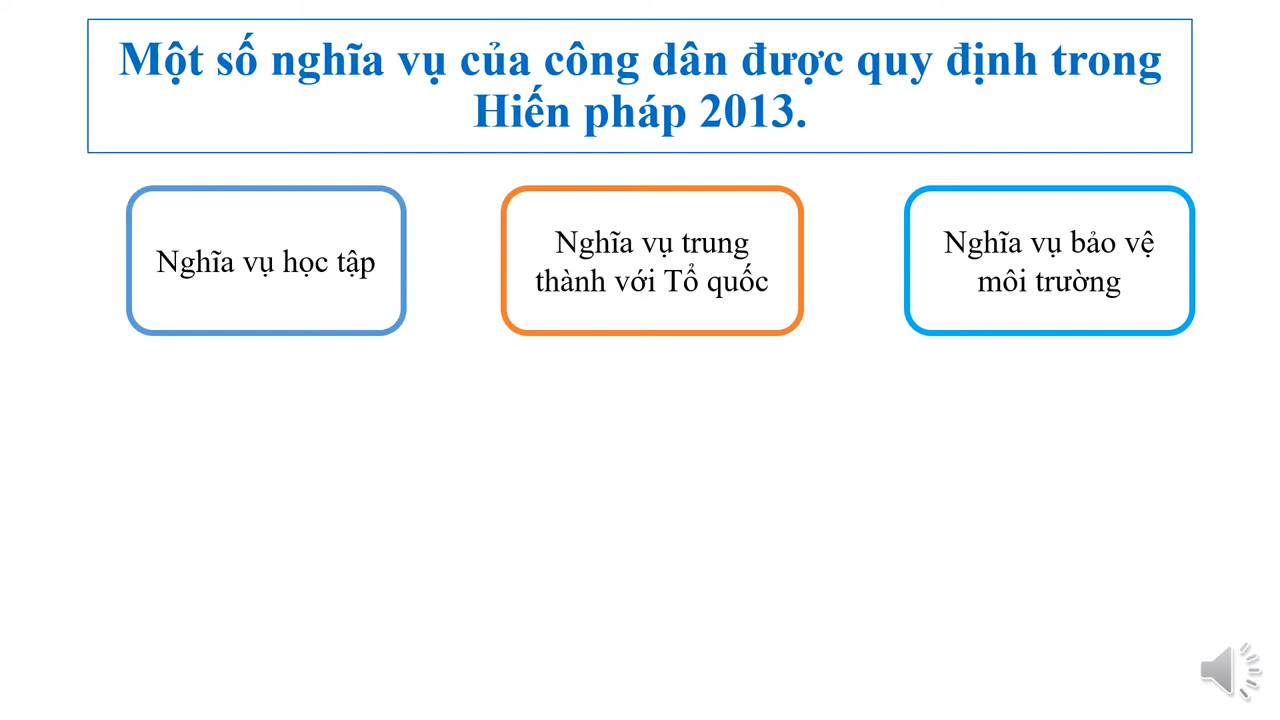 Một số nghĩa vụ của công dân được quy định trong
Hiến pháp 2013.
Nghĩa vụ học tập
Nghĩa vụ trung
thành với Tổ quốc
Nghĩa vụ bảo vệ
môi trường